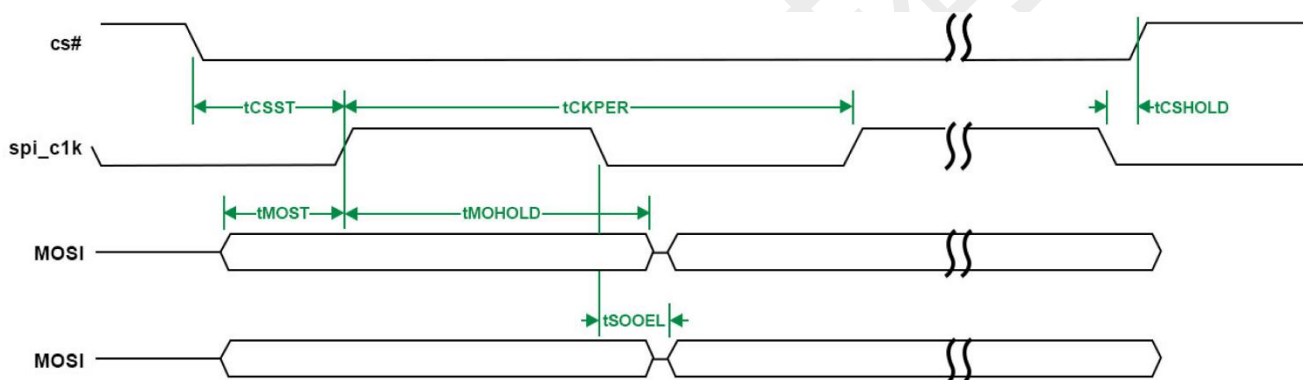 cs#
tCSST
tCKPER
tCSHOLD
spi_c1k
tMOST
tMOHOLD
MOSI
tSOOEL
MOSI